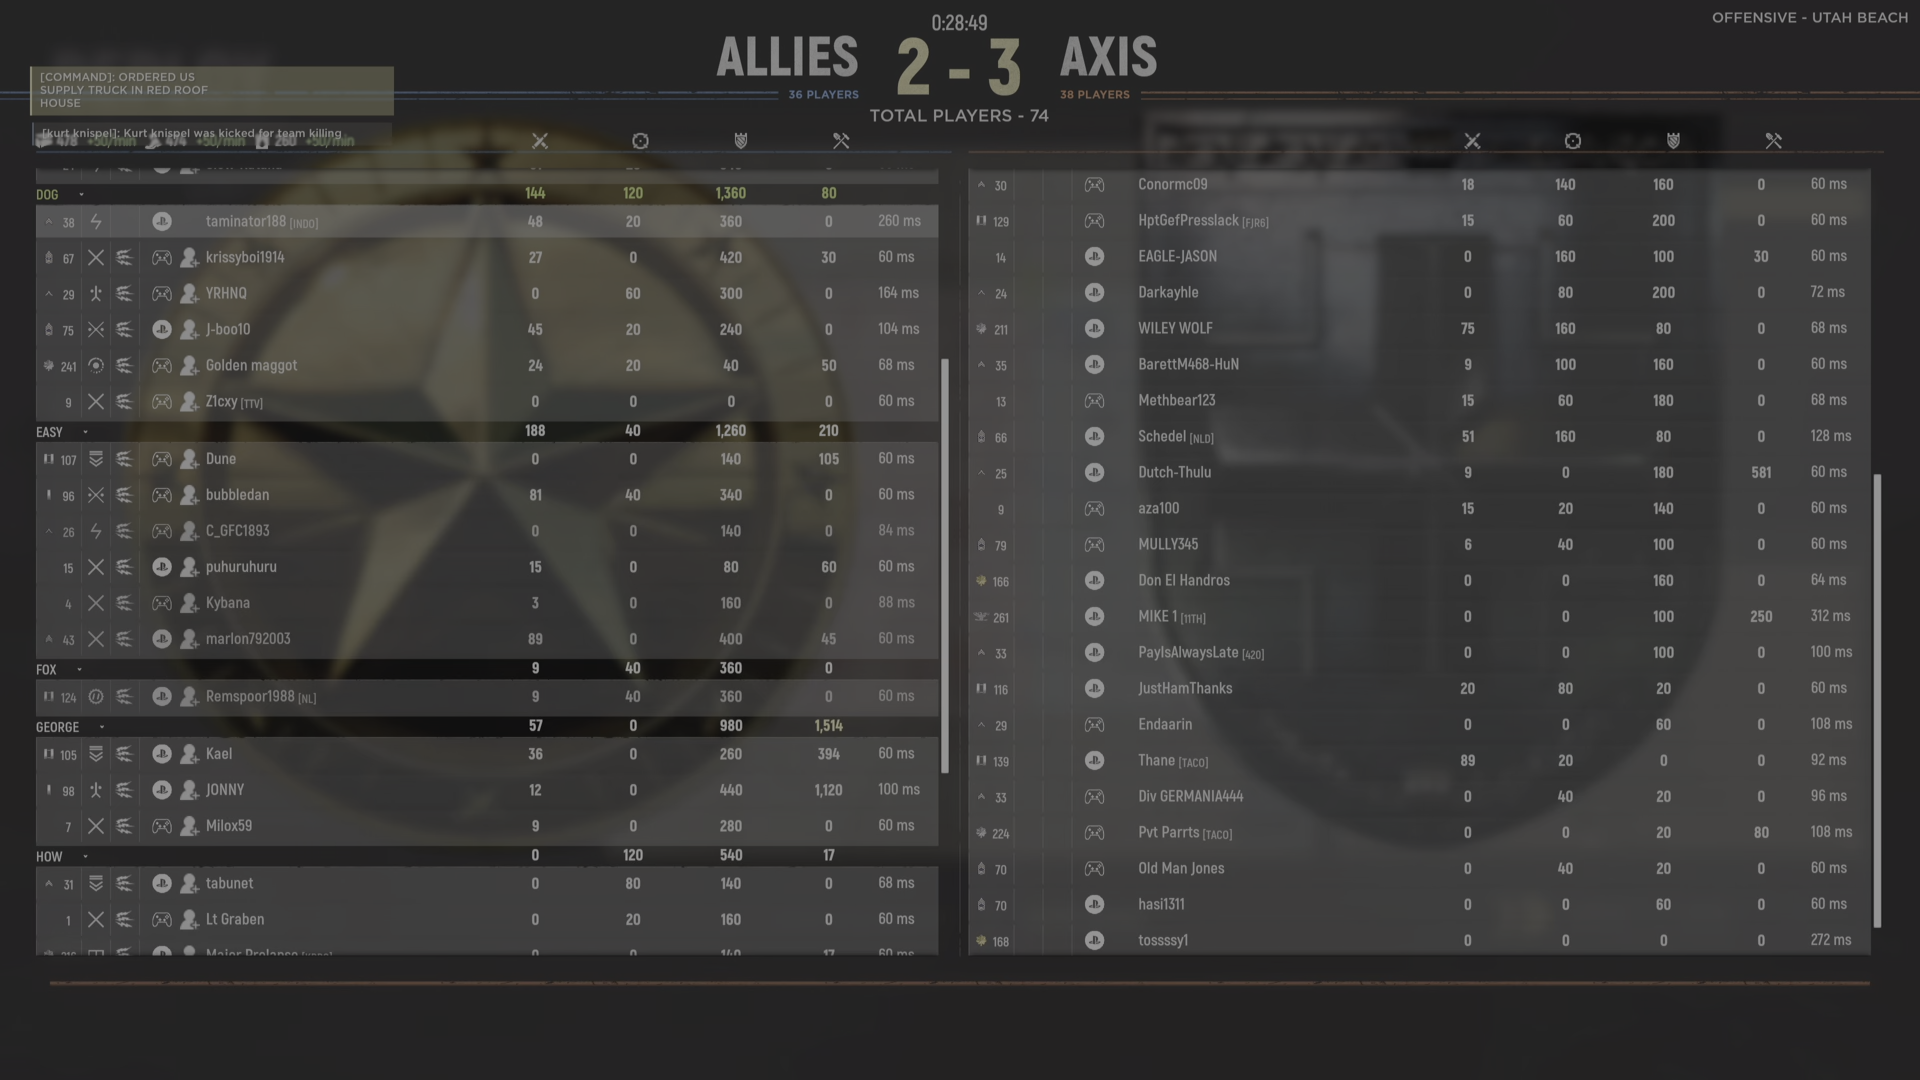 0:28:49
OFFENSIVE - UTAH BEACH
ALLIES 2 - 3 AXIS
36 PLAYERS 38 PLAYERS
TOTAL PLAYERS - 74
[COMMAND]: ORDERED US
SUPPLY TRUCK IN RED ROOF
HOUSE
[kurt knispel]: Kurt knispel was kicked for team killing
478 +50/min 474 +50/min 260 +50/min
DOG 144 120 1,360 80
38 taminator188 [INDO] 48 20 360 0 260 ms
67 krissyboi1914 27 0 420 30 60 ms
29 YRHNQ 0 60 300 0 164 ms
75 J-boo10 45 20 240 0 104 ms
241 Golden maggot 24 20 40 50 68 ms
9 Z1cxy [TTV] 0 0 0 0 60 ms
EASY 188 40 1,260 210
107 Dune 0 0 140 105 60 ms
96 bubbledan 81 40 340 0 60 ms
26 C_GFC1893 0 0 140 0 84 ms
15 puhuruhuru 15 0 80 60 60 ms
4 Kybana 3 0 160 0 88 ms
43 marlon792003 89 0 400 45 60 ms
FOX 9 40 360 0
124 Remspoor1988 [NL] 9 40 360 0 60 ms
GEORGE 57 0 980 1,514
105 Kael 36 0 260 394 60 ms
98 JONNY 12 0 440 1,120 100 ms
7 Milox59 9 0 280 0 60 ms
HOW 0 120 540 17
31 tabunet 0 80 140 0 68 ms
1 Lt Graben 0 20 160 0 60 ms
Major Prolapse 0 0 140 17 60 ms
30 Conormc09 18 140 160 0 60 ms
129 HptGefPresslack [FJR6] 15 60 200 0 60 ms
14 EAGLE-JASON 0 160 100 30 60 ms
24 Darkayhle 0 80 200 0 72 ms
211 WILEY WOLF 75 160 80 0 68 ms
35 BarettM468-HuN 9 100 160 0 60 ms
13 Methbear123 15 60 180 0 68 ms
66 Schedel [NLD] 51 160 80 0 128 ms
25 Dutch-Thulu 9 0 180 581 60 ms
9 aza100 15 20 140 0 60 ms
79 MULLY345 6 40 100 0 60 ms
166 Don El Handros 0 0 160 0 64 ms
261 MIKE 1 [11TH] 0 0 100 250 312 ms
33 PayIsAlwaysLate [420] 0 0 100 0 100 ms
116 JustHamThanks 20 80 20 0 60 ms
29 Endaarin 0 0 60 0 108 ms
139 Thane [TACO] 89 20 0 0 92 ms
33 Div GERMANIA444 0 40 20 0 96 ms
224 Pvt Parrts [TACO] 0 0 20 80 108 ms
70 Old Man Jones 0 40 20 0 60 ms
70 hasi1311 0 0 60 0 60 ms
168 tossssy1 0 0 0 0 272 ms